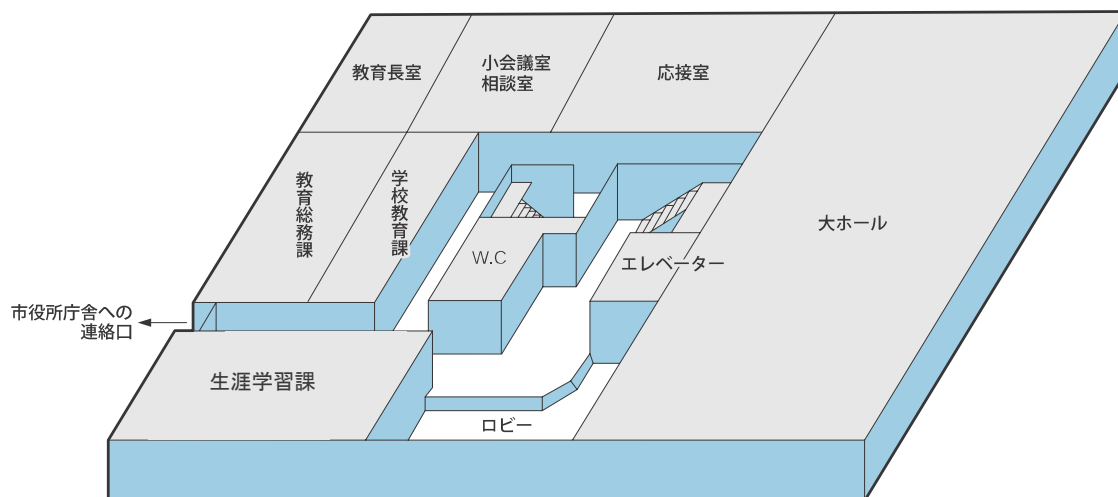 教育長室
小会議室
相談室
応接室
教育総務課
学校教育課
W.C
エレベーター
大ホール
市役所庁舎への
連絡口
生涯学習課
ロビー